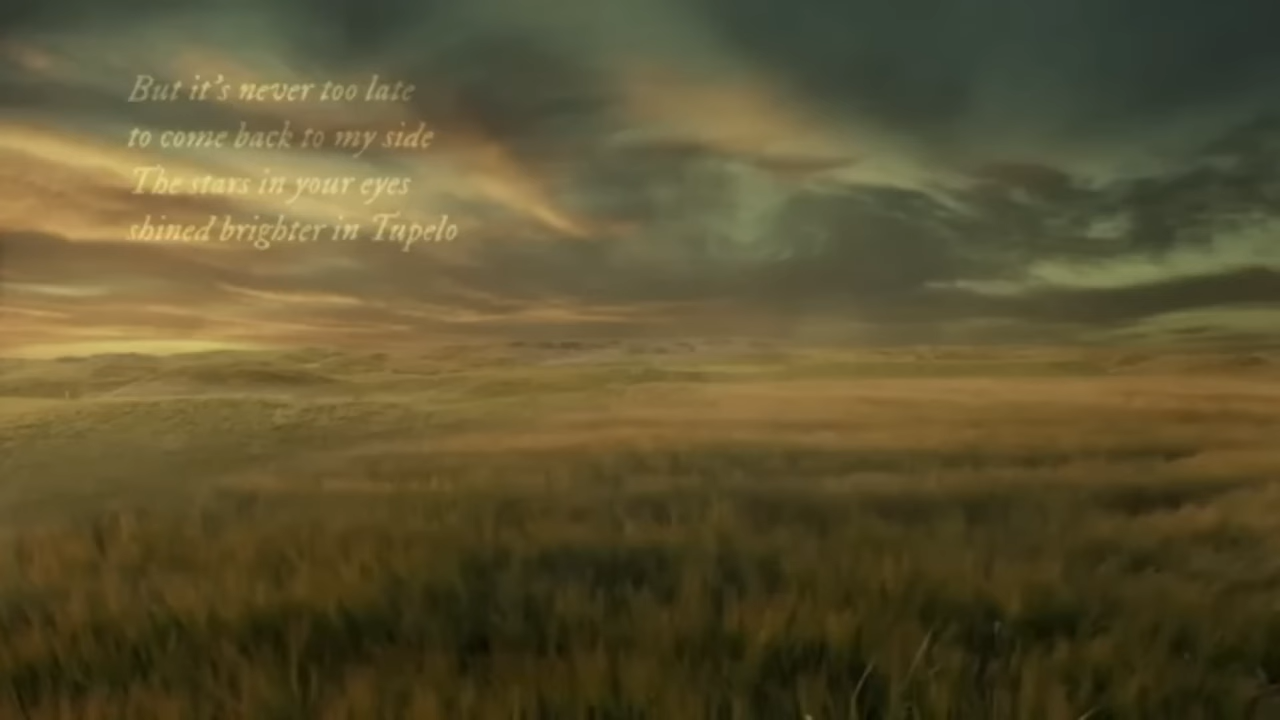 But it's never too late
to come back to my side
The stars in your eyes
shined brighter in Tupelo